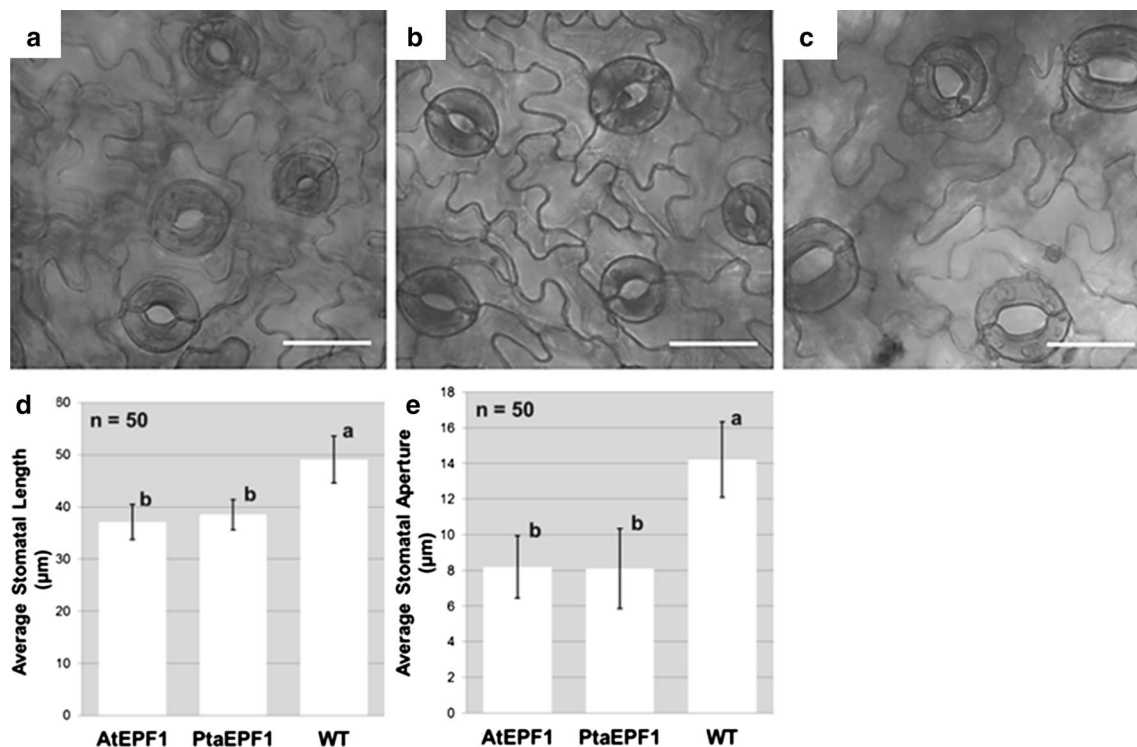 a
b
c
d
60
50
40
30
20
10
0
n = 50
b
b
a
Average Stomatal Length
(µm)
AtEPF1 PtaEPF1 WT
e
18
16
14
12
10
8
6
4
2
0
n = 50
b
b
a
Average Stomatal Aperture
(µm)
AtEPF1 PtaEPF1 WT